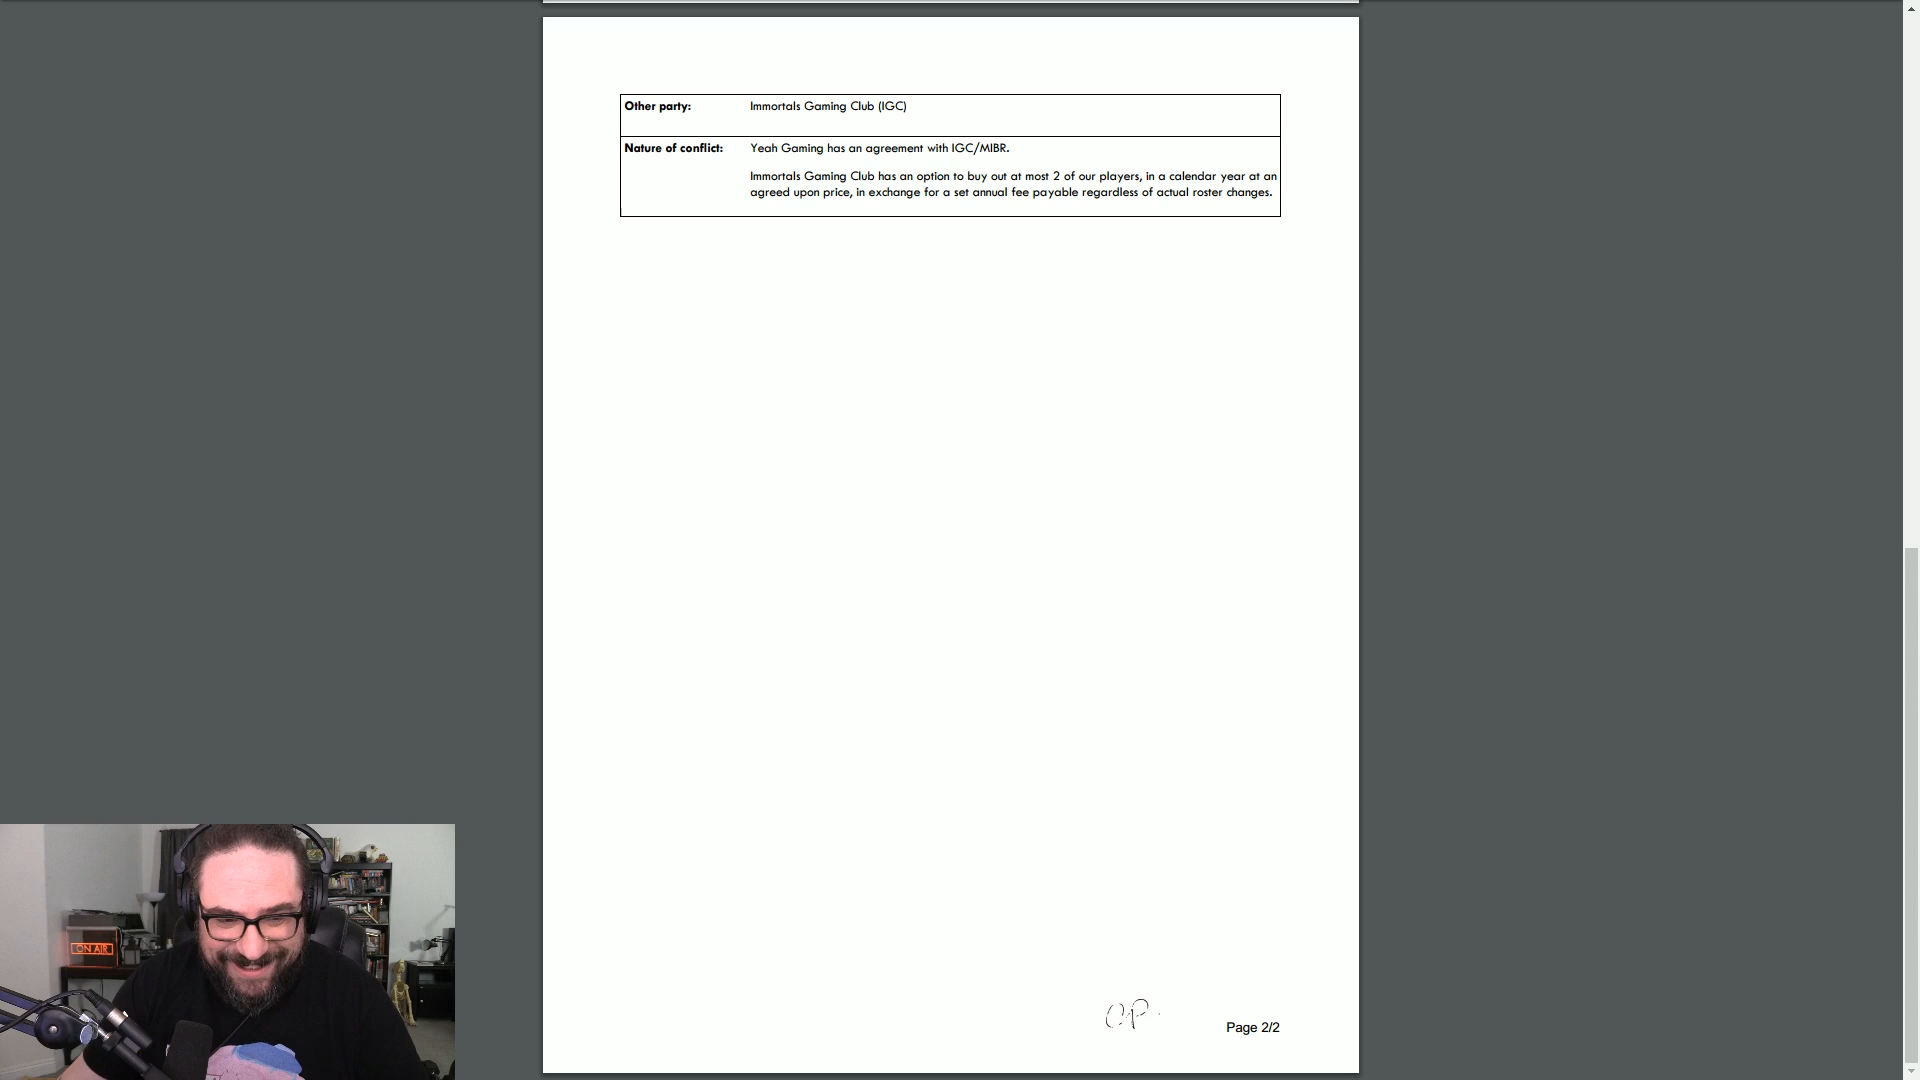 Other party: Immortals Gaming Club (IGC)
Nature of conflict: Yeah Gaming has an agreement with IGC/MIBR.
Immortals Gaming Club has an option to buy out at most 2 of our players, in a calendar year at an
agreed upon price, in exchange for a set annual fee payable regardless of actual roster changes.
ON AIR
CP.
Page 2/2